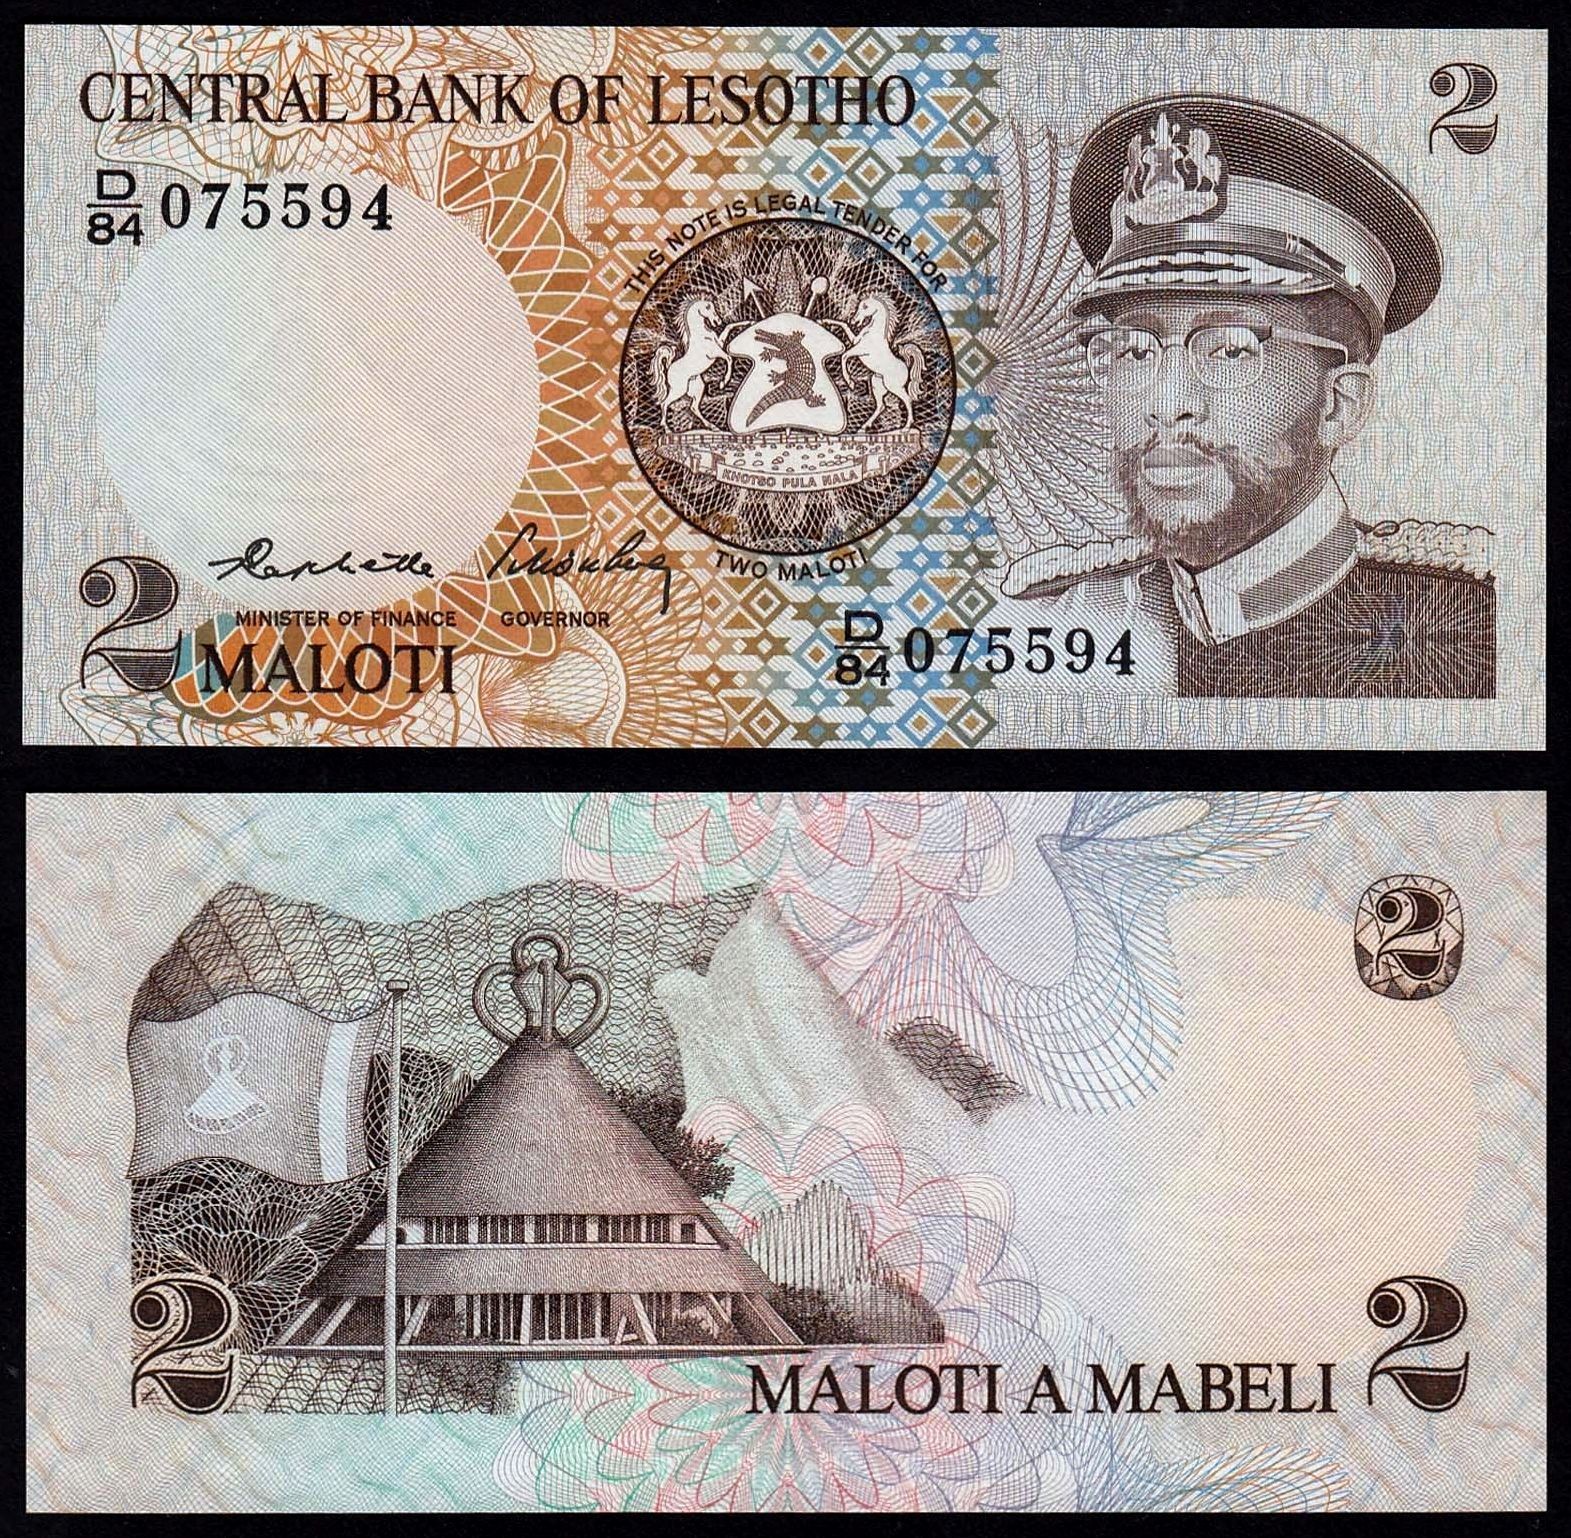 CENTRAL BANK OF LESOTHO
2
D/84 075594
THIS NOTE IS LEGAL TENDER FOR
KHOTSO PULA NALA
TWO MALOTI
MINISTER OF FINANCE GOVERNOR
2 MALOTI
D/84 075594
2
2
MALOTI A MABELI 2